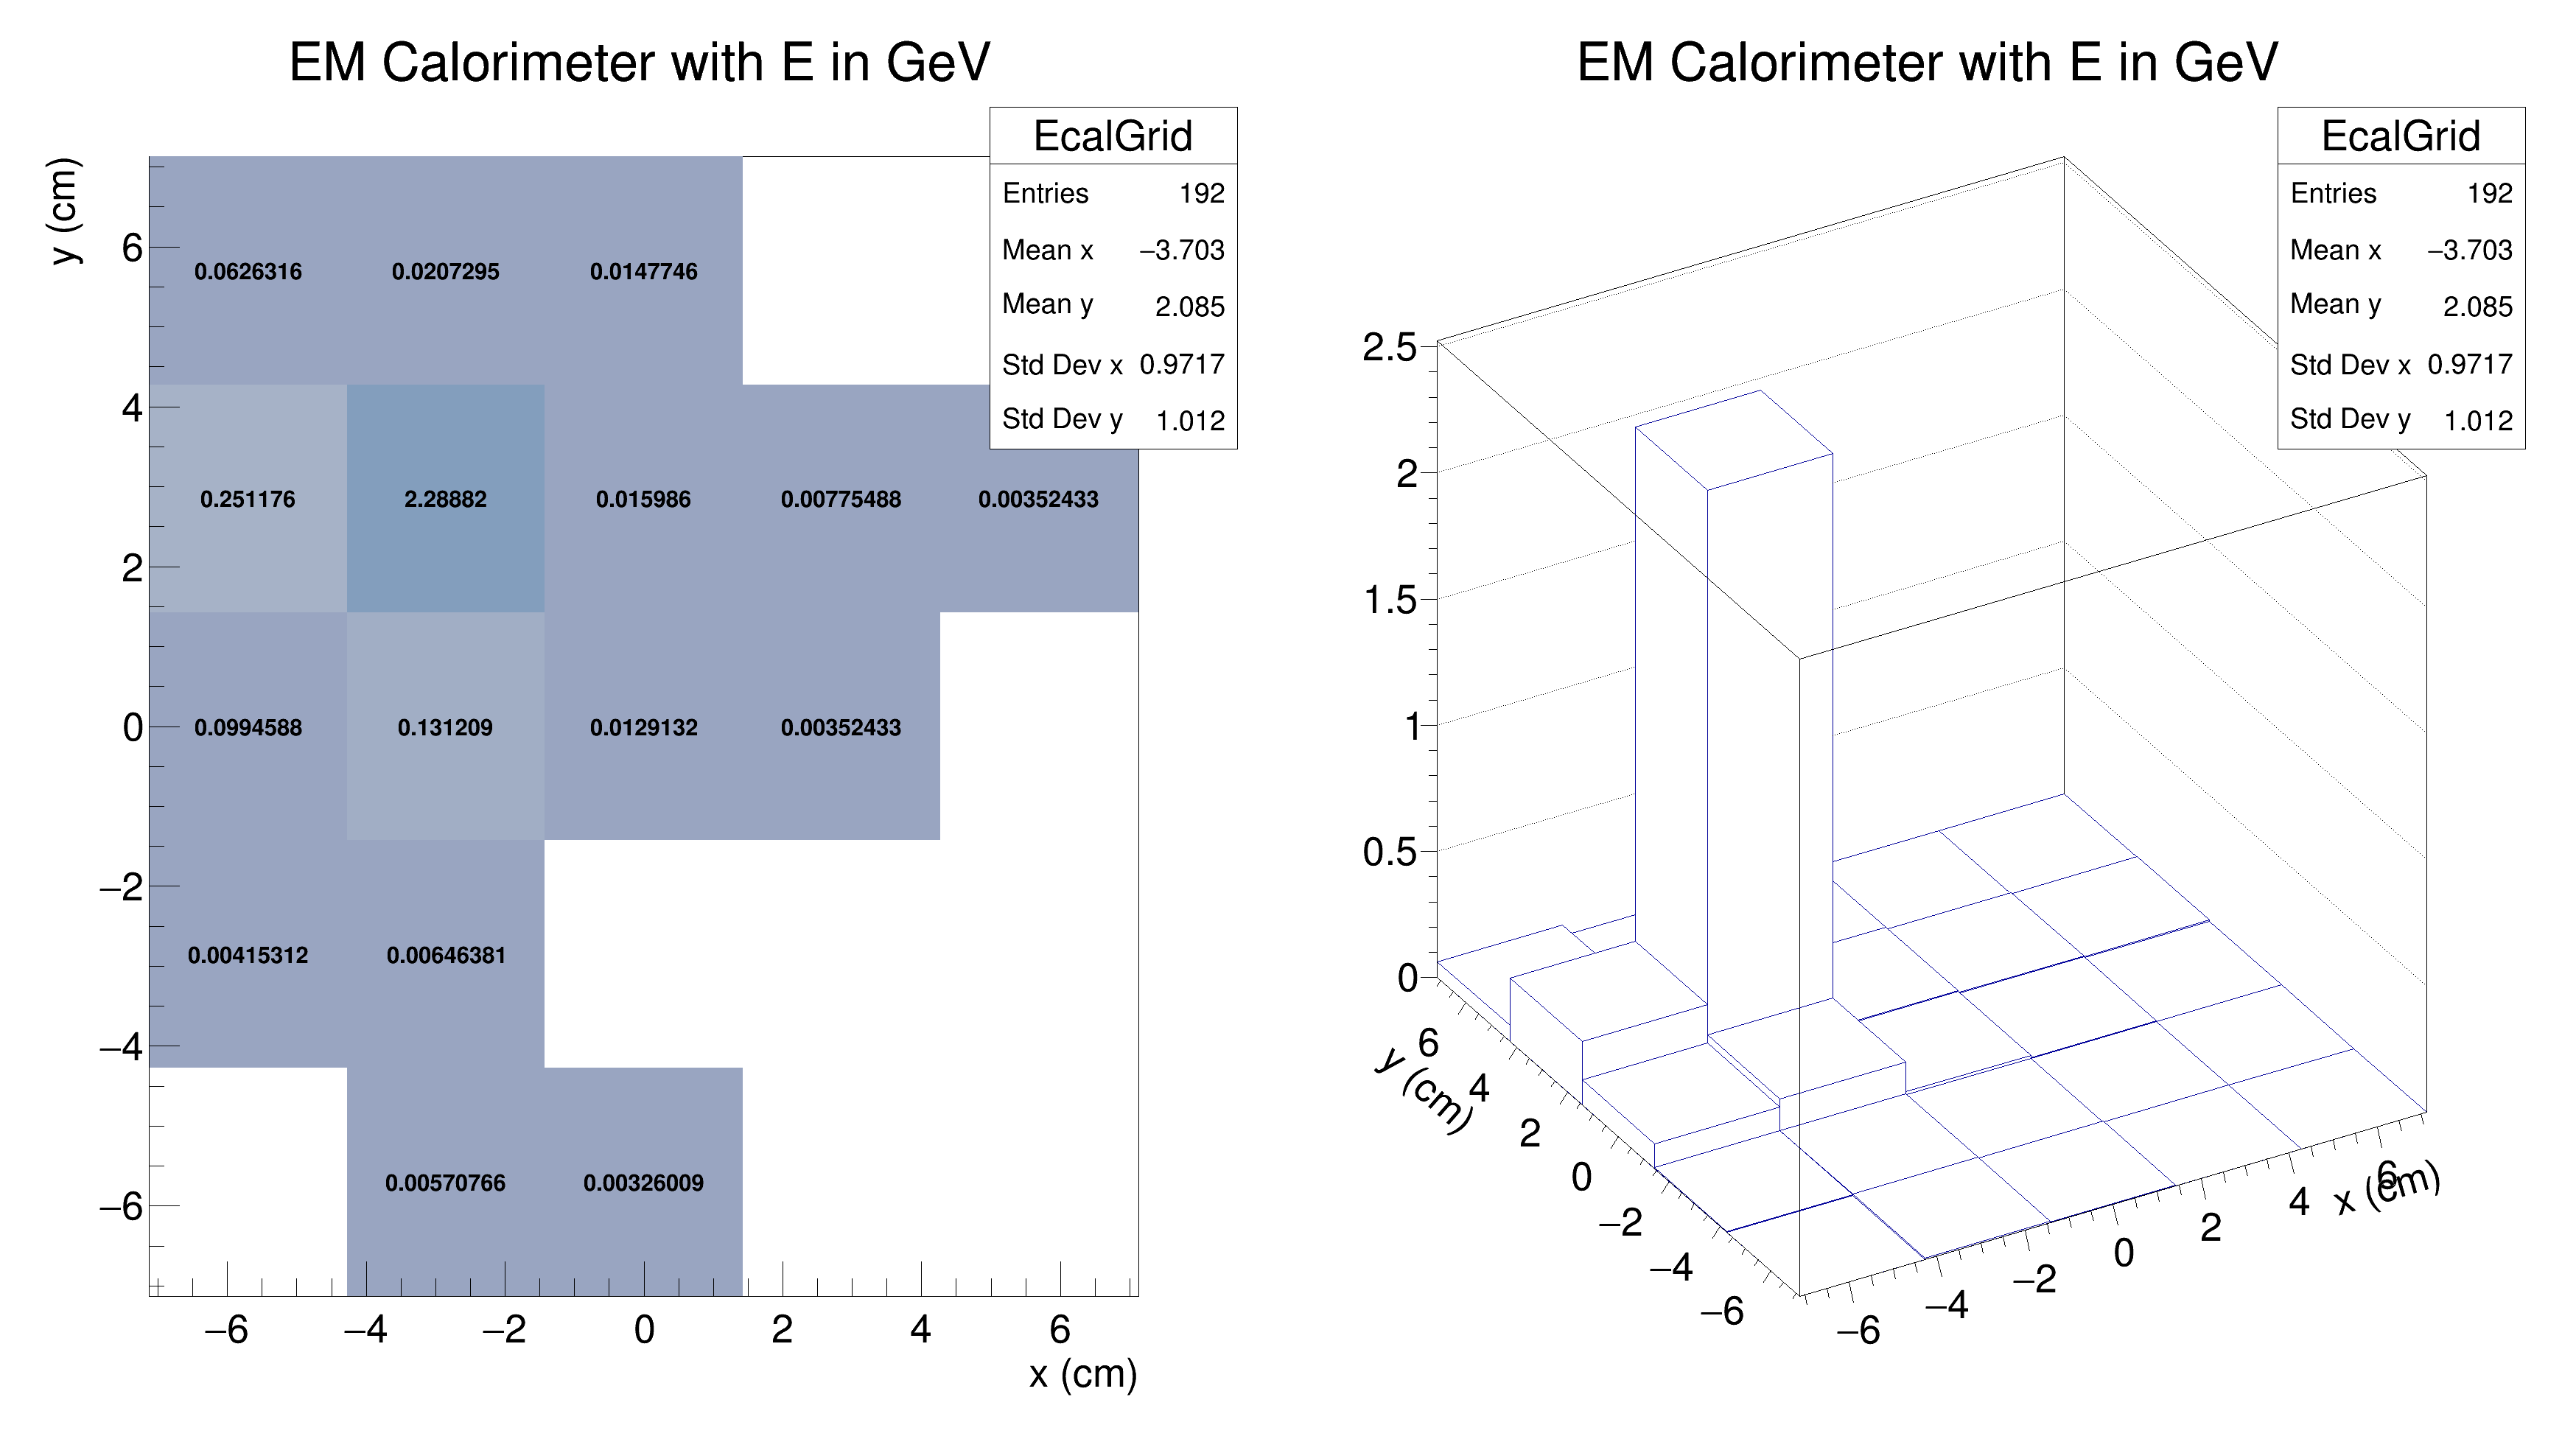 EM Calorimeter with E in GeV
EcalGrid
Entries 192
Mean x −3.703
Mean y 2.085
Std Dev x 0.9717
Std Dev y 1.012
y (cm)
6
4
2
0
−2
−4
−6
0.0626316 0.0207295 0.0147746
0.251176 2.28882 0.015986 0.00775488 0.00352433
0.0994588 0.131209 0.0129132 0.00352433
0.00415312 0.00646381
0.00570766 0.00326009
−6 −4 −2 0 2 4 6
x (cm)
EM Calorimeter with E in GeV
EcalGrid
Entries 192
Mean x −3.703
Mean y 2.085
Std Dev x 0.9717
Std Dev y 1.012
2.5
2
1.5
1
0.5
0
y (cm)
6
4
2
0
−2
−4
−6
−6 −4 −2 0 2 4 6
x (cm)